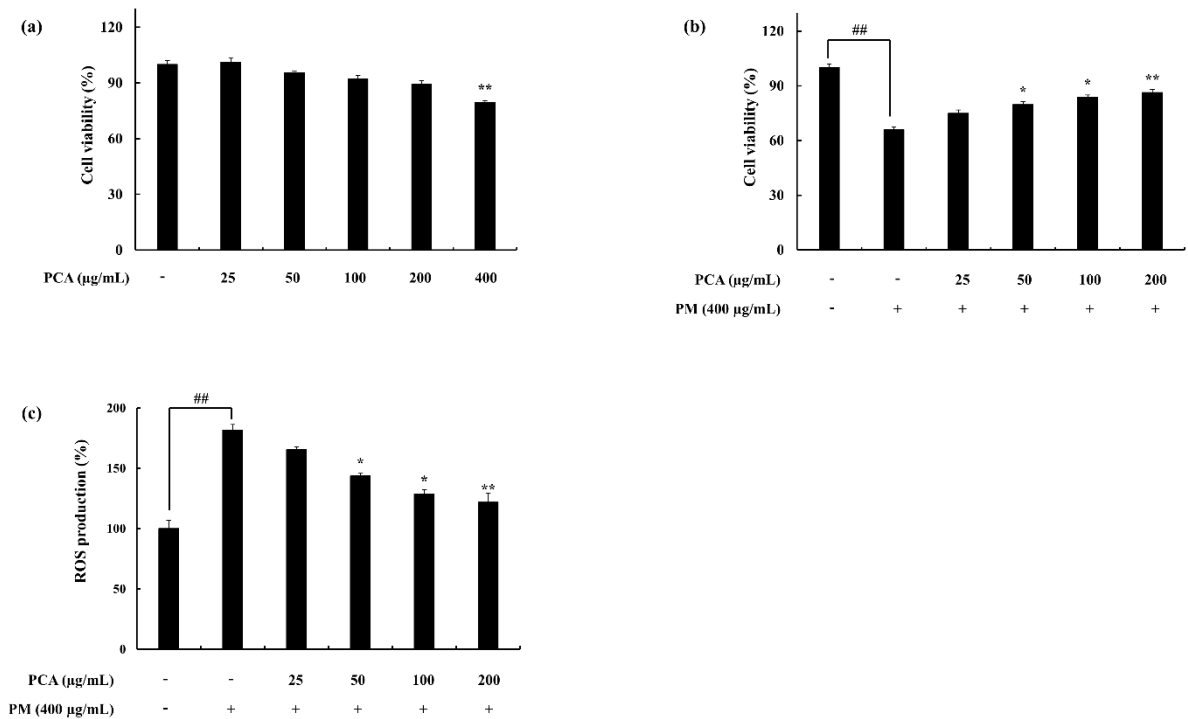 (a)
Cell viability (%)
120
90
60
30
0
**
PCA (µg/mL) - 25 50 100 200 400
(b)
Cell viability (%)
120
90
60
30
0
##
* * **
PCA (µg/mL) - - 25 50 100 200
PM (400 µg/mL) - + + + + +
(c)
ROS production (%)
200
150
100
50
0
##
* * **
PCA (µg/mL) - - 25 50 100 200
PM (400 µg/mL) - + + + + +